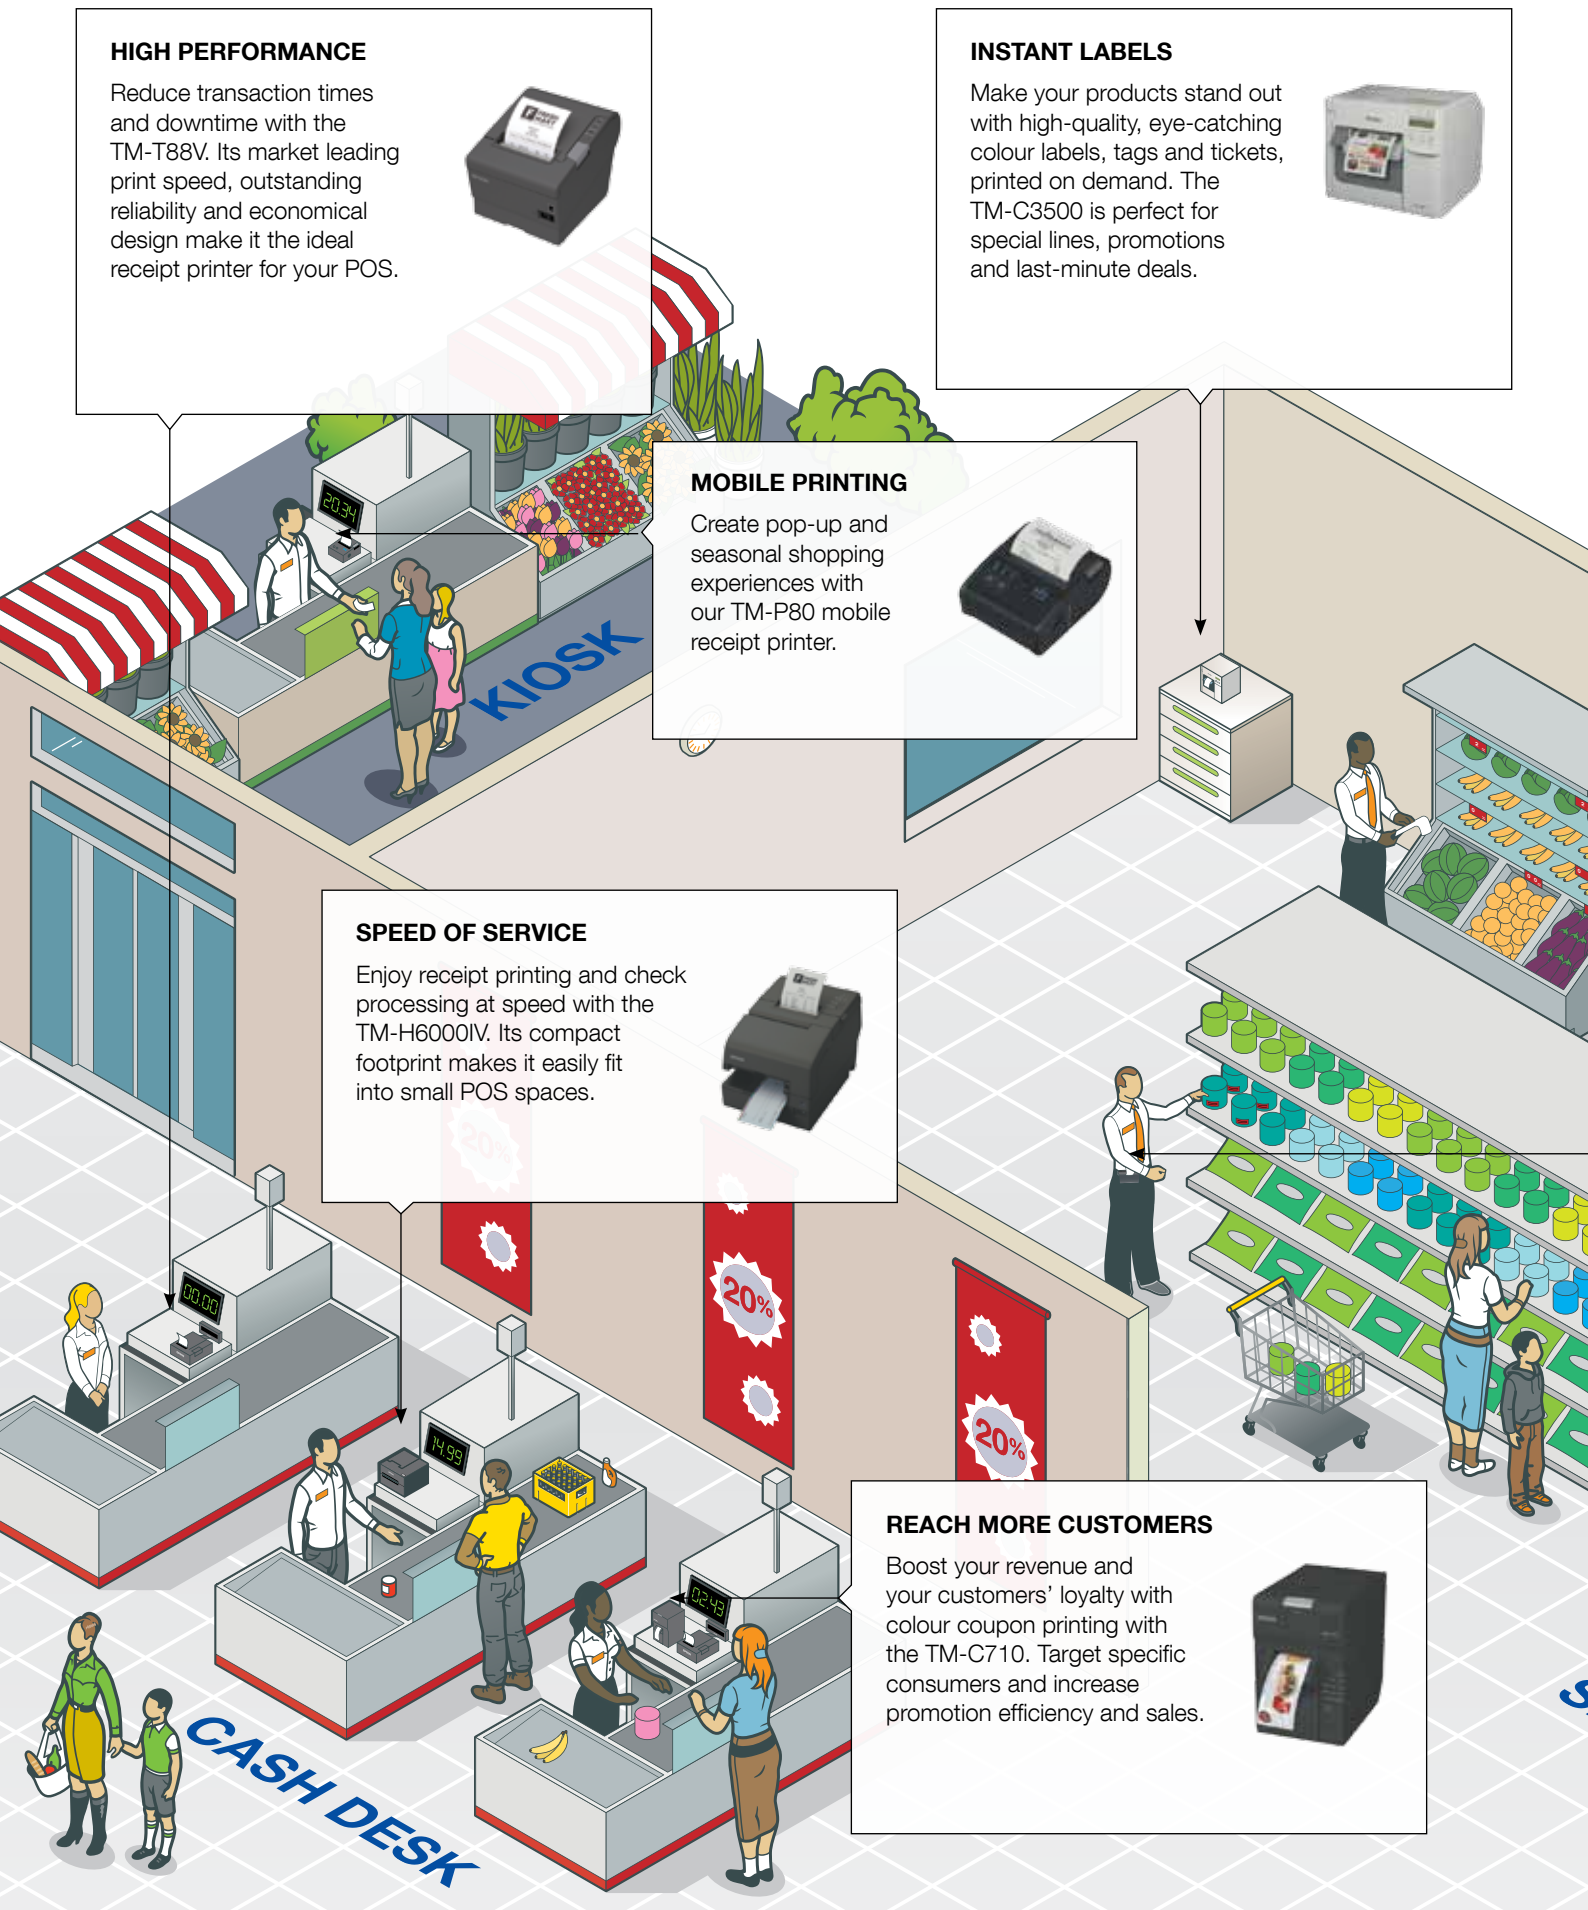 HIGH PERFORMANCE
Reduce transaction times
and downtime with the
TM-T88V. Its market leading
print speed, outstanding
reliability and economical
design make it the ideal
receipt printer for your POS.
INSTANT LABELS
Make your products stand out
with high-quality, eye-catching
colour labels, tags and tickets,
printed on demand. The
TM-C3500 is perfect for
special lines, promotions
and last-minute deals.
MOBILE PRINTING
Create pop-up and
seasonal shopping
experiences with
our TM-P80 mobile
receipt printer.
20:34
KIOSK
SPEED OF SERVICE
Enjoy receipt printing and check
processing at speed with the
TM-H6000IV. Its compact
footprint makes it easily fit
into small POS spaces.
20%
20%
20%
00.00
14.99
02:43
REACH MORE CUSTOMERS
Boost your revenue and
your customers’ loyalty with
colour coupon printing with
the TM-C710. Target specific
consumers and increase
promotion efficiency and sales.
CASH DESK